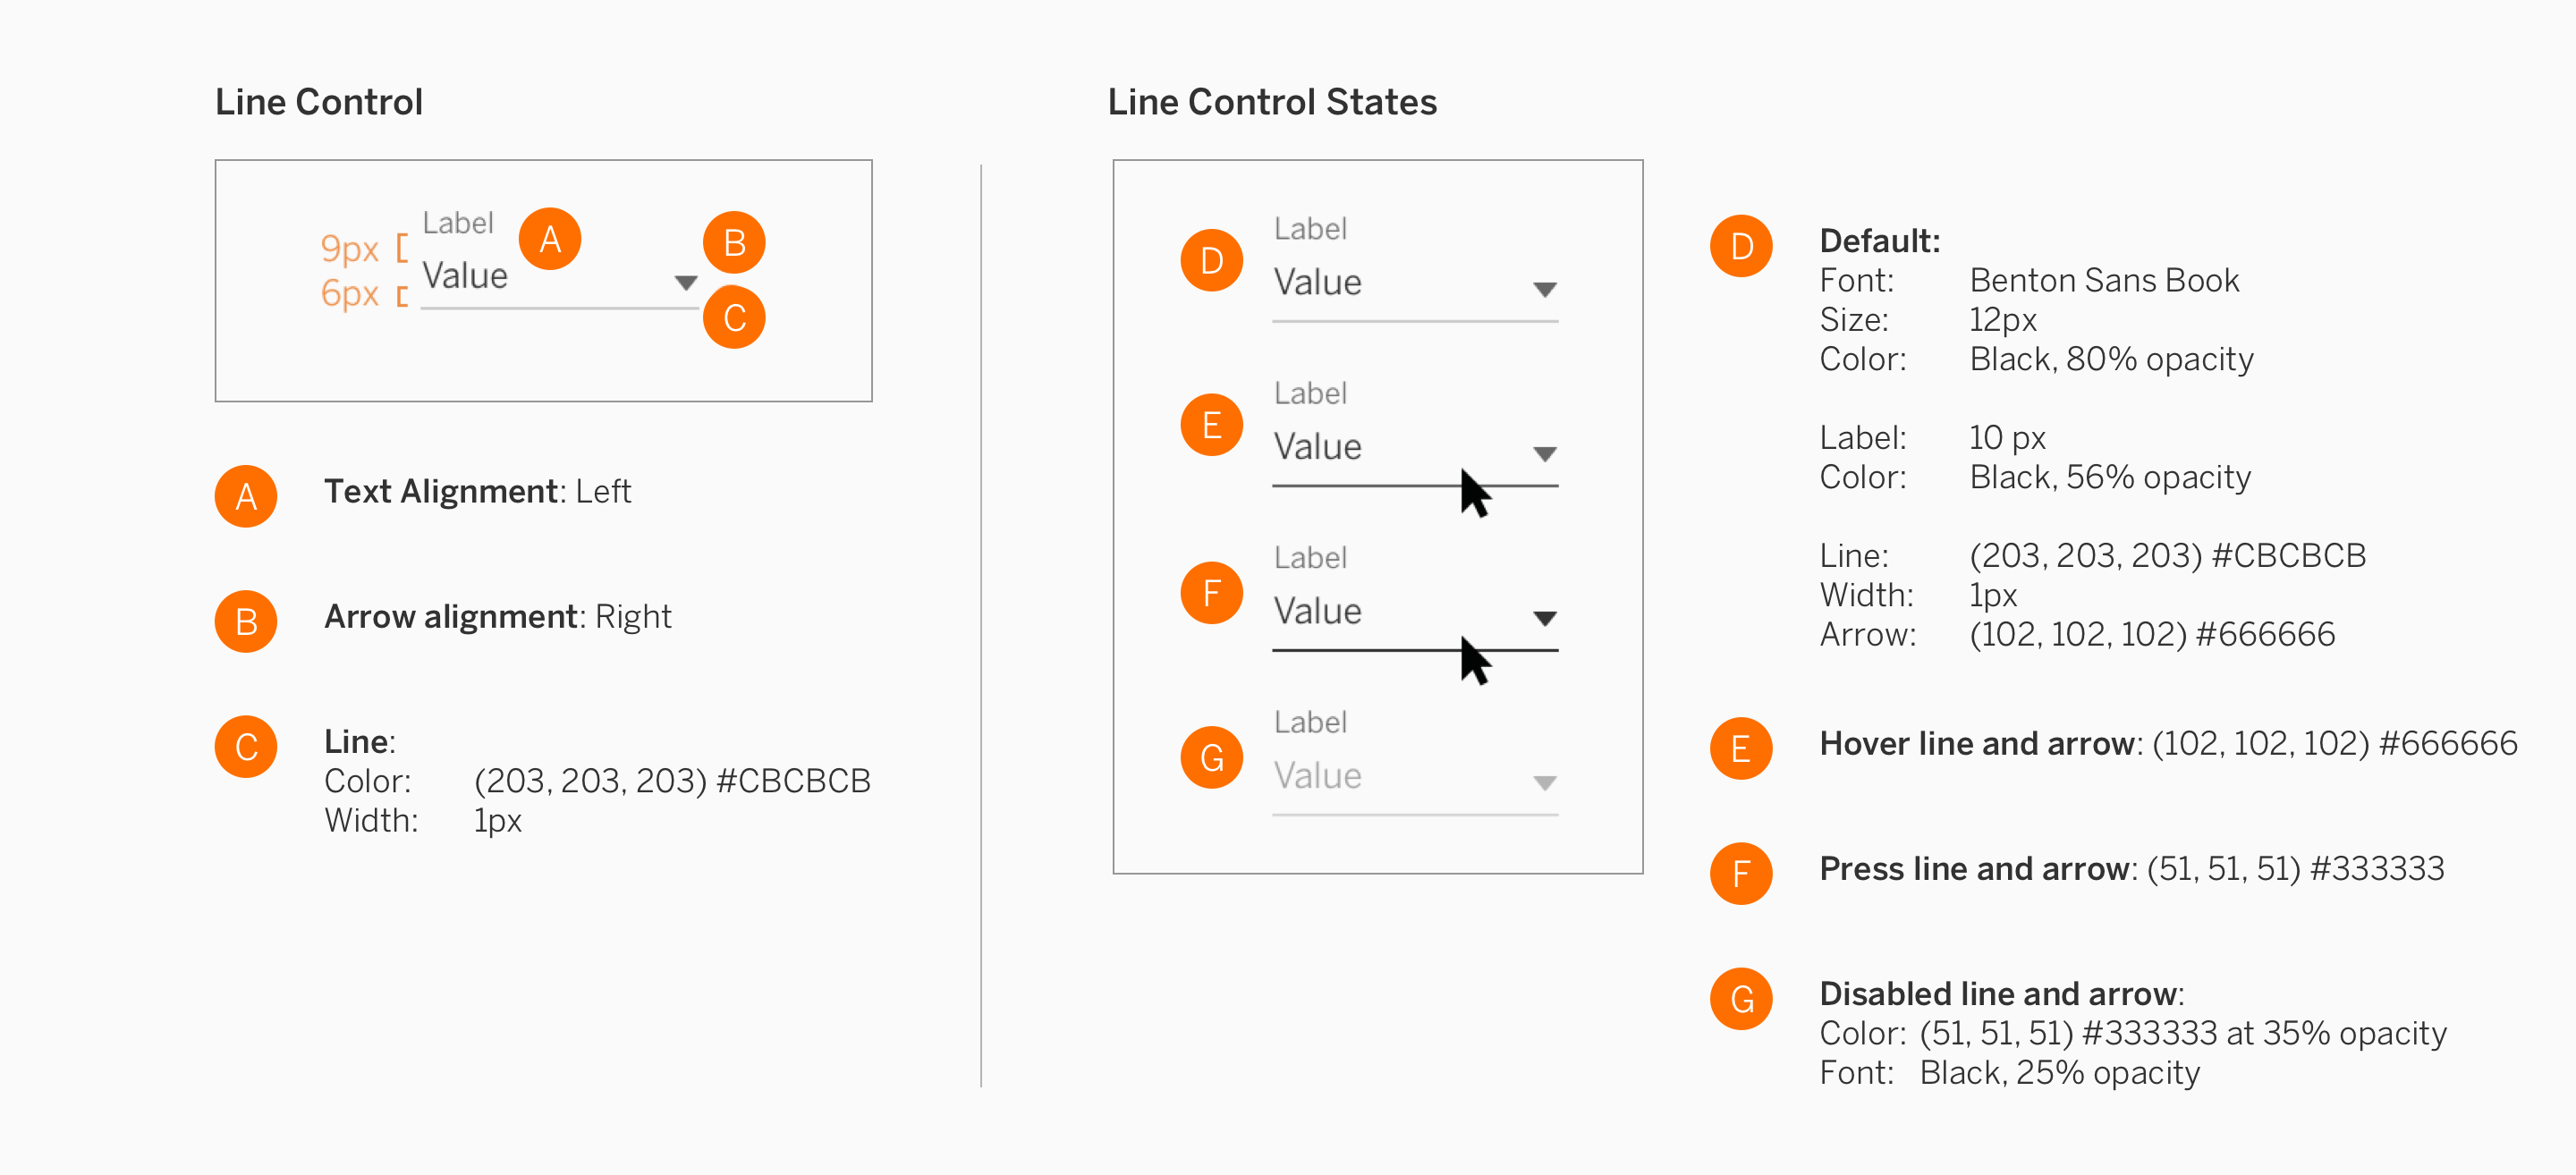 Line Control
Label
A
B
9px
Value
6px
C
A
Text Alignment: Left
B
Arrow alignment: Right
C
Line:
Color: (203, 203, 203) #CBCBCB
Width: 1px
Line Control States
D
Label
Value
E
Label
Value
F
Label
Value
G
Label
Value
D
Default:
Font: Benton Sans Book
Size: 12px
Color: Black, 80% opacity
Label: 10 px
Color: Black, 56% opacity
Line: (203, 203, 203) #CBCBCB
Width: 1px
Arrow: (102, 102, 102) #666666
E
Hover line and arrow: (102, 102, 102) #666666
F
Press line and arrow: (51, 51, 51) #333333
G
Disabled line and arrow:
Color: (51, 51, 51) #333333 at 35% opacity
Font: Black, 25% opacity